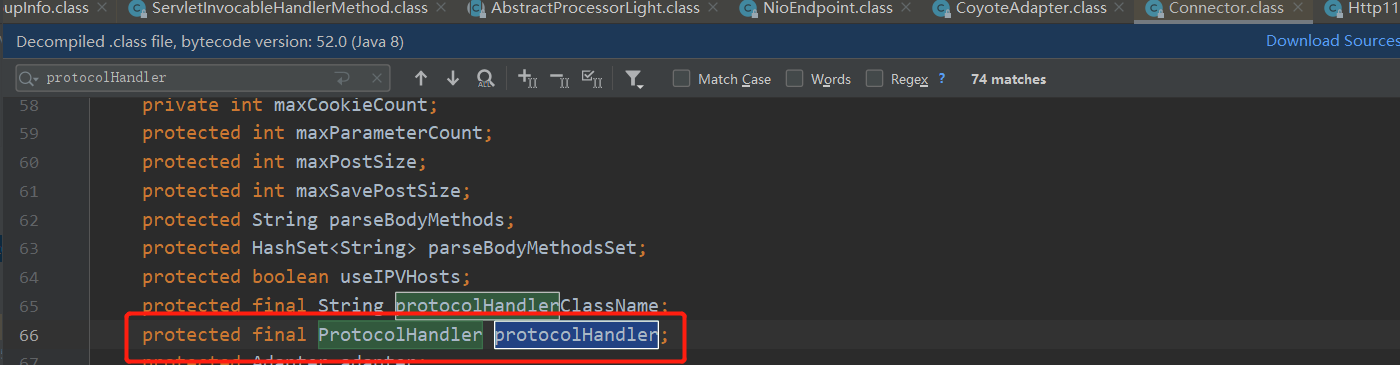 upInfo.class ServletInvocableHandlerMethod.class AbstractProcessorLight.class NioEndpoint.class CoyoteAdapter.class Connector.class Http11
Decompiled .class file, bytecode version: 52.0 (Java 8) Download Sources
protocolHandler Match Case Words Regex ? 74 matches
58 private int maxCookieCount;
59 protected int maxParameterCount;
60 protected int maxPostSize;
61 protected int maxSavePostSize;
62 protected String parseBodyMethods;
63 protected HashSet<String> parseBodyMethodsSet;
64 protected boolean useIPVHosts;
65 protected final String protocolHandlerClassName;
66 protected final ProtocolHandler protocolHandler;
67 protected Adapter adapter;